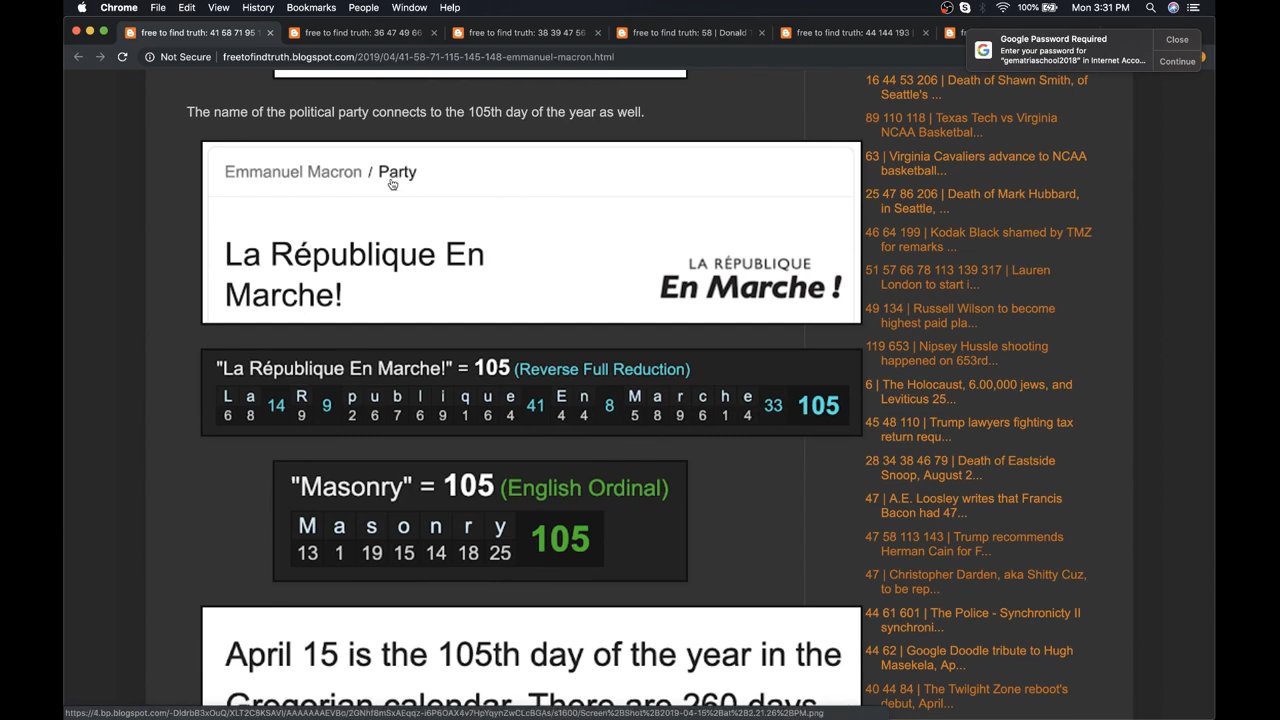 Chrome File Edit View History Bookmarks People Window Help 100% Mon 3:31 PM
free to find truth: 41 58 71 95 free to find truth: 36 47 49 66 free to find truth: 38 39 47 56 free to find truth: 58 | Donald T free to find truth: 44 144 193
Google Password Required Close
Enter your password for
"gematriaschool2018" in Internet Acco... Continue
Not Secure | freetofindtruth.blogspot.com/2019/04/41-58-71-115-145-148-emmanuel-macron.html
The name of the political party connects to the 105th day of the year as well.
Emmanuel Macron / Party
La République En
Marche!
LA RÉPUBLIQUE
En Marche !
"La République En Marche!" = 105 (Reverse Full Reduction)
L a 14 R 9 p u b l i q u e 41 E n 8 M a r c h e 33 105
6 8 9 2 6 7 6 9 1 6 4 4 4 5 8 9 6 1 4
"Masonry" = 105 (English Ordinal)
M a s o n r y 105
13 1 19 15 14 18 25
April 15 is the 105th day of the year in the
Gregorian calendar. There are 260 days
16 44 53 206 | Death of Shawn Smith, of
Seattle's ...
89 110 118 | Texas Tech vs Virginia
NCAA Basketbal...
63 | Virginia Cavaliers advance to NCAA
basketball...
25 47 86 206 | Death of Mark Hubbard,
in Seattle, ...
46 64 199 | Kodak Black shamed by TMZ
for remarks ...
51 57 66 78 113 139 317 | Lauren
London to start i...
49 134 | Russell Wilson to become
highest paid pla...
119 653 | Nipsey Hussle shooting
happened on 653rd...
6 | The Holocaust, 6.00,000 jews, and
Leviticus 25...
45 48 110 | Trump lawyers fighting tax
return requ...
28 34 38 46 79 | Death of Eastside
Snoop, August 2...
47 | A.E. Loosley writes that Francis
Bacon had 47...
47 58 113 143 | Trump recommends
Herman Cain for F...
47 | Christopher Darden, aka Shitty Cuz,
to be rep...
44 61 601 | The Police - Synchronicty II
synchroni...
44 62 | Google Doodle tribute to Hugh
Masekela, Ap...
40 44 84 | The Twilgiht Zone reboot's
debut, April...